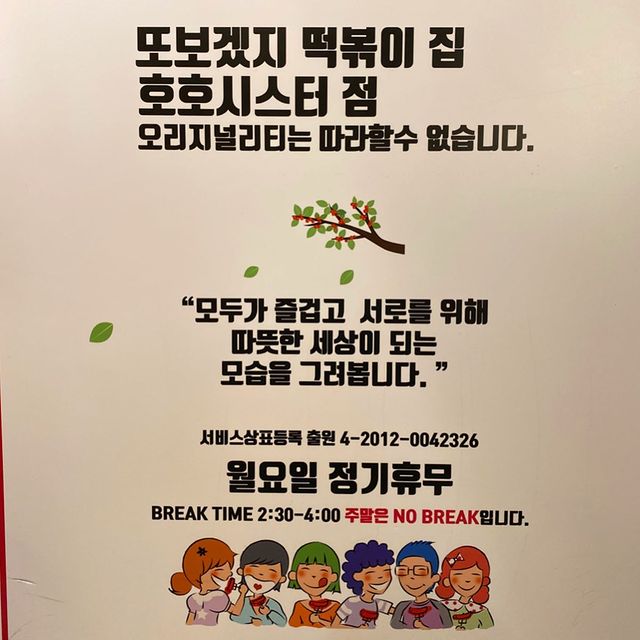 또보겠지 떡볶이 집
호호시스터 점
오리지널리티는 따라할수 없습니다.
“모두가 즐겁고 서로를 위해
따뜻한 세상이 되는
모습을 그려봅니다. ”
서비스상표등록 출원 4-2012-0042326
월요일 정기휴무
BREAK TIME 2:30-4:00 주말은 NO BREAK입니다.